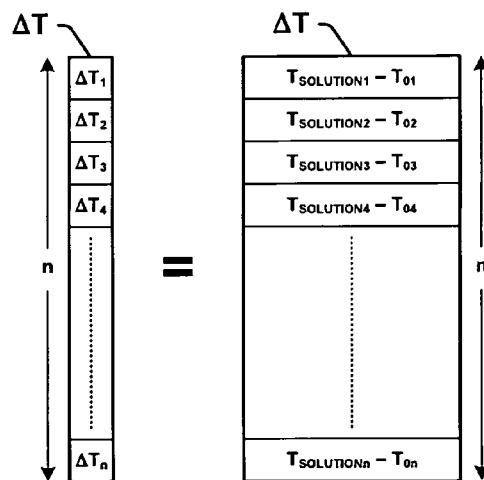 ΔT ΔT
ΔT₁ T_SOLUTION1 – T₀₁
ΔT₂ T_SOLUTION2 – T₀₂
ΔT₃ T_SOLUTION3 – T₀₃
ΔT₄ T_SOLUTION4 – T₀₄
n = n
ΔTₙ T_SOLUTIONn – T₀ₙ